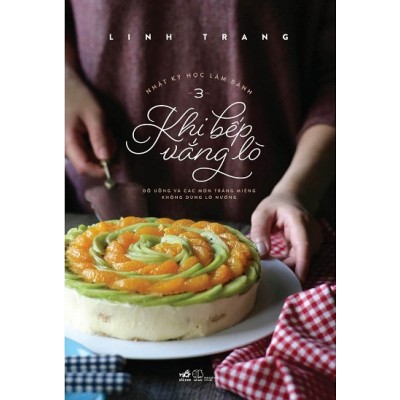 LINH TRANG
NHẬT KÝ HỌC LÀM BÁNH
3
Khi bếp
vắng lò
ĐỒ UỐNG VÀ CÁC MÓN TRÁNG MIỆNG
KHÔNG DÙNG LÒ NƯỚNG